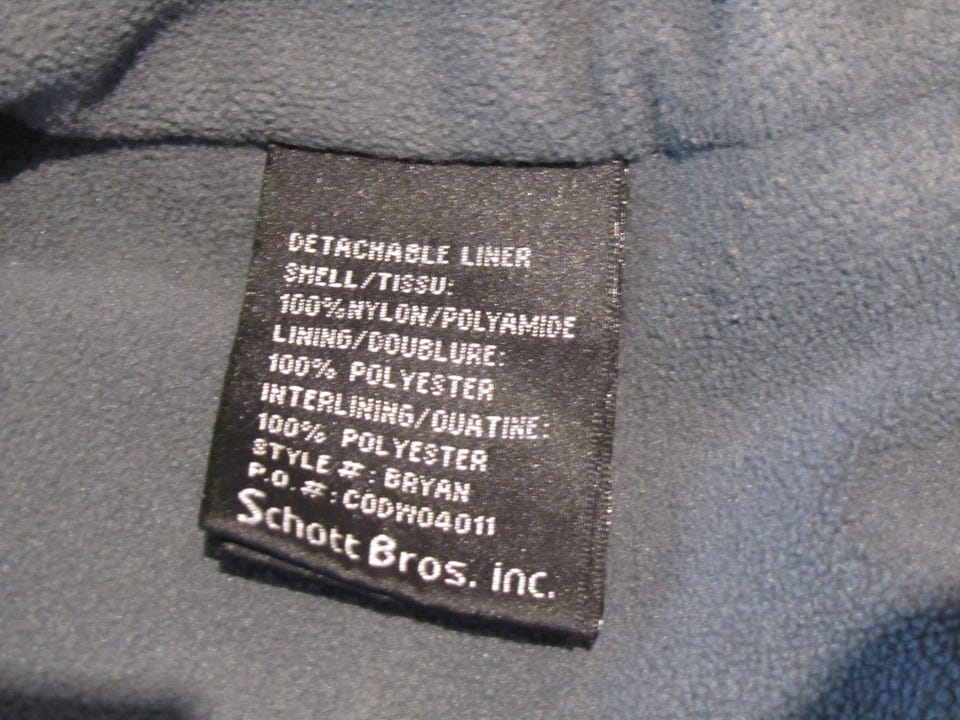 DETACHABLE LINER
SHELL/TISSU:
100%NYLON/POLYAMIDE
LINING/DOUBLURE:
100% POLYESTER
INTERLINING/OUATINE:
100% POLYESTER
STYLE #: BRYAN
P.O. #:CODW04011
Schott Bros. inc.